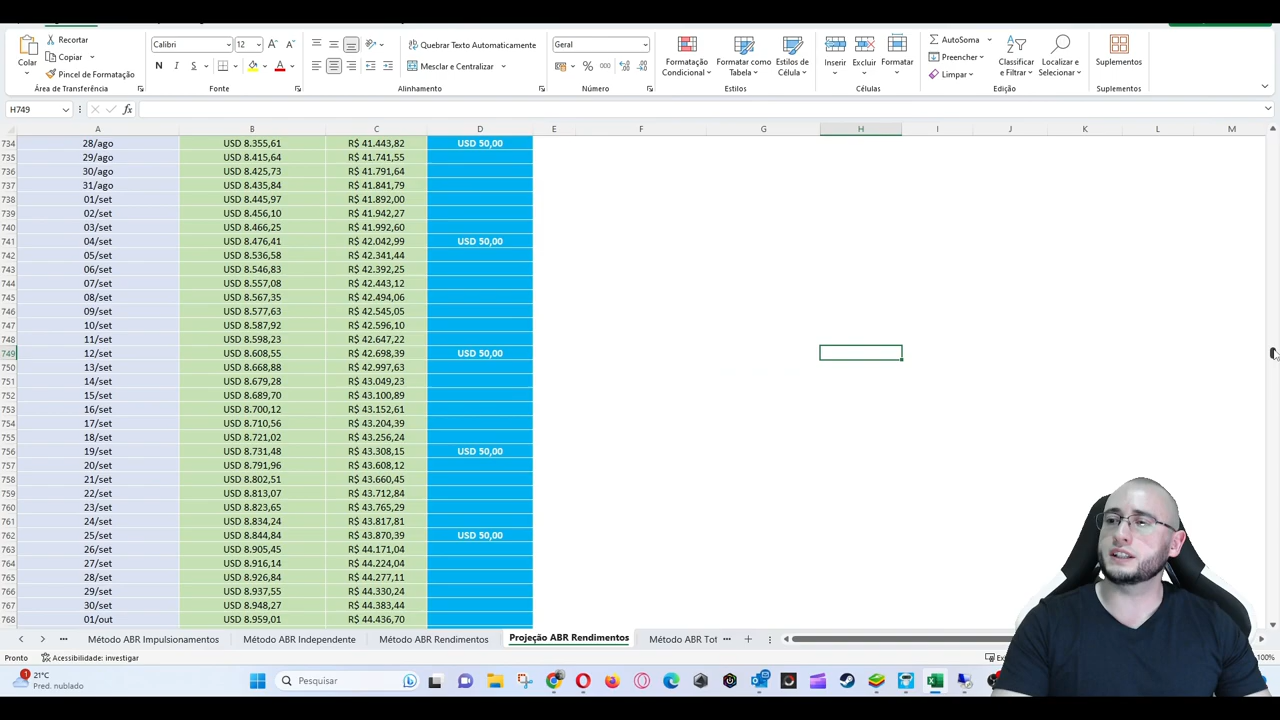 Recortar
Calibri 12
Quebrar Texto Automaticamente
Geral
AutoSoma
Copiar
Preencher
Colar
Pincel de Formatação
N I S
Mesclar e Centralizar
Formatação Condicional
Formatar como Tabela
Estilos de Célula
Inserir
Excluir
Formatar
Limpar
Classificar e Filtrar
Localizar e Selecionar
Suplementos
Área de Transferência
Fonte
Alinhamento
Número
Estilos
Células
Edição
Suplementos
H749 fx
A B C D E F G H I J K L M
734 28/ago USD 8.355,61 R$ 41.443,82 USD 50,00
735 29/ago USD 8.415,64 R$ 41.741,55
736 30/ago USD 8.425,73 R$ 41.791,64
737 31/ago USD 8.435,84 R$ 41.841,79
738 01/set USD 8.445,97 R$ 41.892,00
739 02/set USD 8.456,10 R$ 41.942,27
740 03/set USD 8.466,25 R$ 41.992,60
741 04/set USD 8.476,41 R$ 42.042,99 USD 50,00
742 05/set USD 8.536,58 R$ 42.341,44
743 06/set USD 8.546,83 R$ 42.392,25
744 07/set USD 8.557,08 R$ 42.443,12
745 08/set USD 8.567,35 R$ 42.494,06
746 09/set USD 8.577,63 R$ 42.545,05
747 10/set USD 8.587,92 R$ 42.596,10
748 11/set USD 8.598,23 R$ 42.647,22
749 12/set USD 8.608,55 R$ 42.698,39 USD 50,00
750 13/set USD 8.668,88 R$ 42.997,63
751 14/set USD 8.679,28 R$ 43.049,23
752 15/set USD 8.689,70 R$ 43.100,89
753 16/set USD 8.700,12 R$ 43.152,61
754 17/set USD 8.710,56 R$ 43.204,39
755 18/set USD 8.721,02 R$ 43.256,24
756 19/set USD 8.731,48 R$ 43.308,15 USD 50,00
757 20/set USD 8.791,96 R$ 43.608,12
758 21/set USD 8.802,51 R$ 43.660,45
759 22/set USD 8.813,07 R$ 43.712,84
760 23/set USD 8.823,65 R$ 43.765,29
761 24/set USD 8.834,24 R$ 43.817,81
762 25/set USD 8.844,84 R$ 43.870,39 USD 50,00
763 26/set USD 8.905,45 R$ 44.171,04
764 27/set USD 8.916,14 R$ 44.224,04
765 28/set USD 8.926,84 R$ 44.277,11
766 29/set USD 8.937,55 R$ 44.330,24
767 30/set USD 8.948,27 R$ 44.383,44
768 01/out USD 8.959,01 R$ 44.436,70
Método ABR Impulsionamentos Método ABR Independente Método ABR Rendimentos Projeção ABR Rendimentos Método ABR Tot
Pronto Acessibilidade: investigar 100%
1 21°C
Pred. nublado
Pesquisar